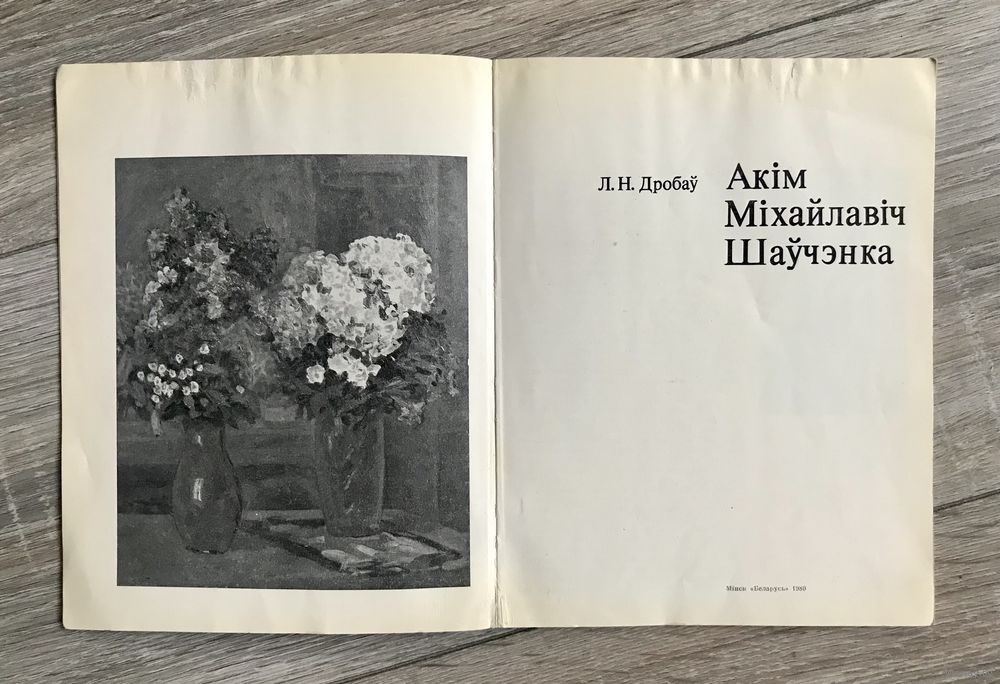 Л. Н. Дробаў
Акім
Міхайлавіч
Шаўчэнка
Мінск «Беларусь» 1980